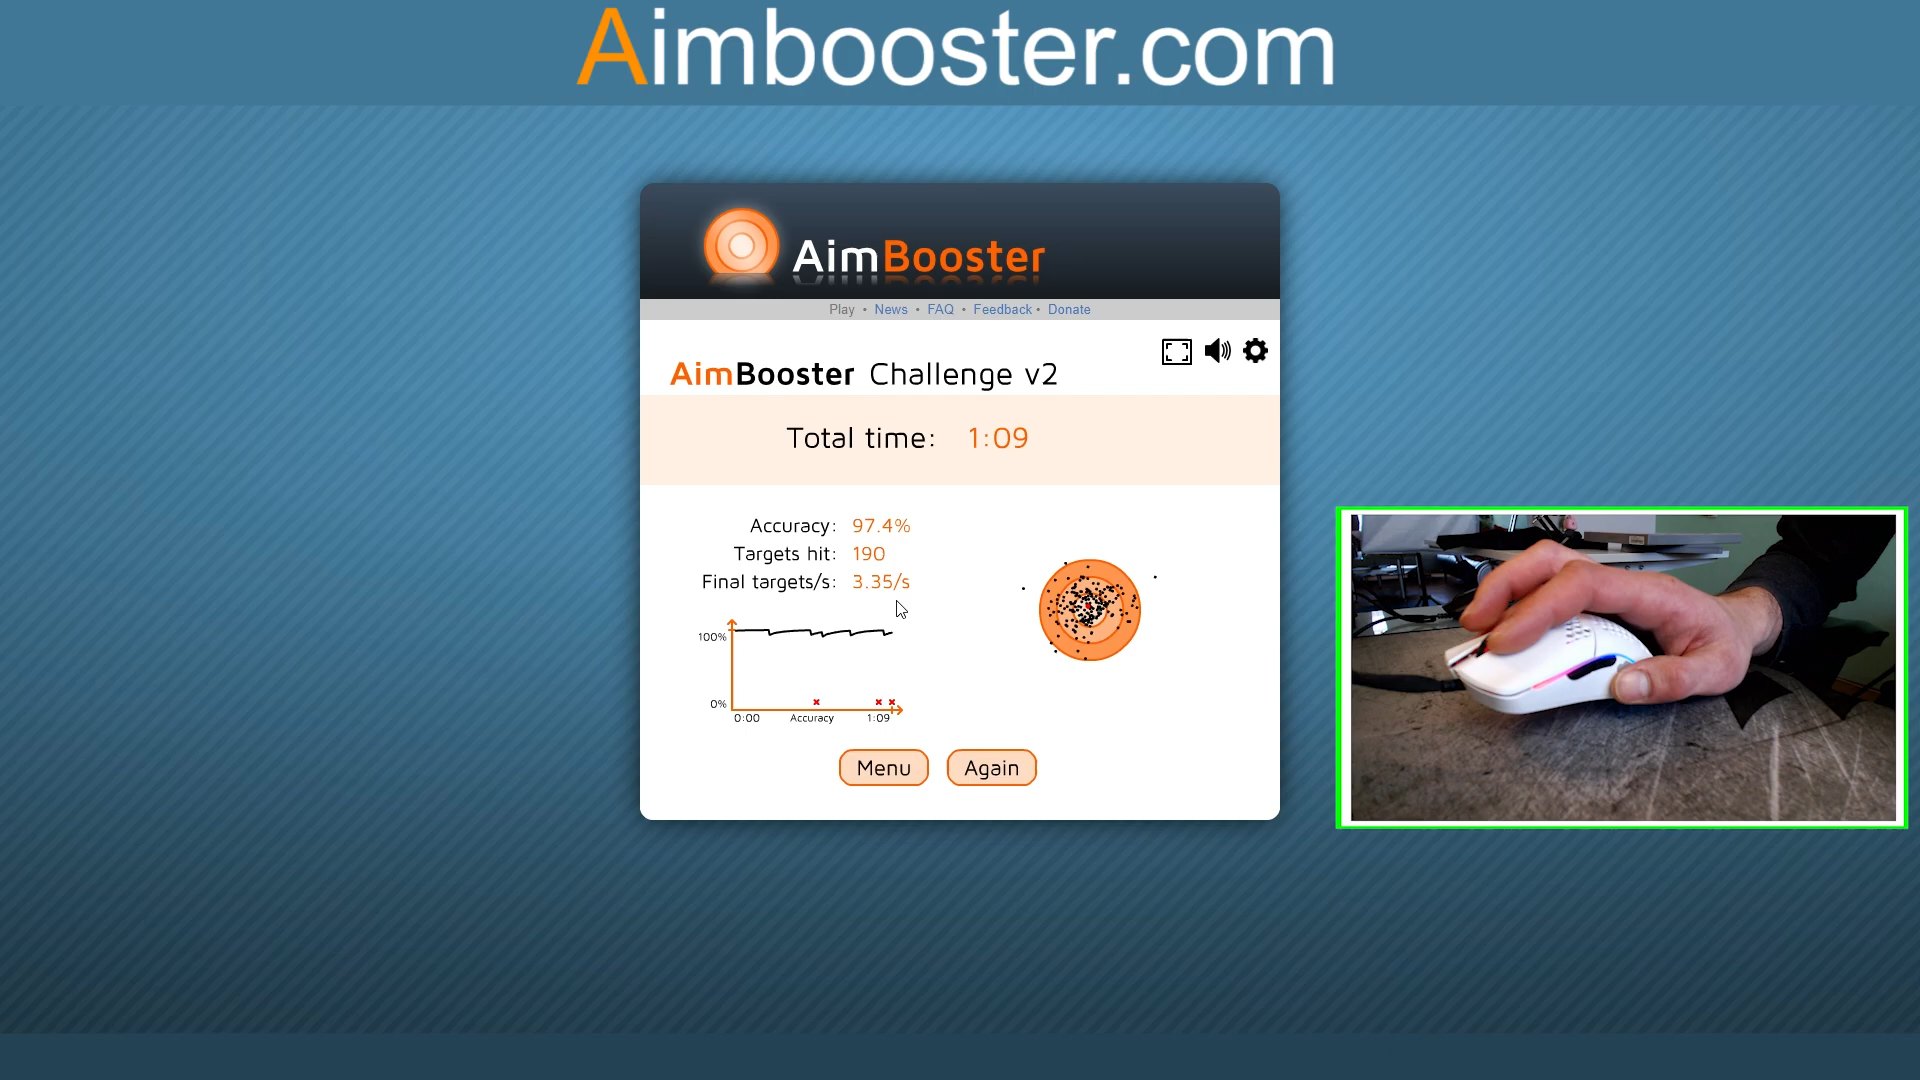 Aimbooster.com
AimBooster
Play • News • FAQ • Feedback • Donate
AimBooster Challenge v2
Total time: 1:09
Accuracy: 97.4%
Targets hit: 190
Final targets/s: 3.35/s
100%
0%
0:00 Accuracy 1:09
Menu Again